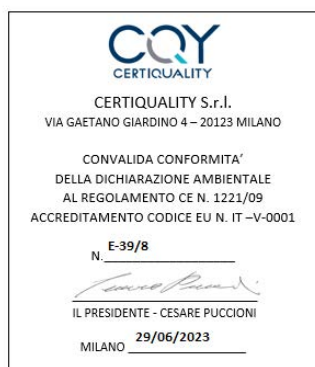 CQY
CERTIQUALITY
CERTIQUALITY S.r.l.
VIA GAETANO GIARDINO 4 – 20123 MILANO
CONVALIDA CONFORMITA'
DELLA DICHIARAZIONE AMBIENTALE
AL REGOLAMENTO CE N. 1221/09
ACCREDITAMENTO CODICE EU N. IT –V-0001
N. E-39/8
IL PRESIDENTE - CESARE PUCCIONI
MILANO 29/06/2023